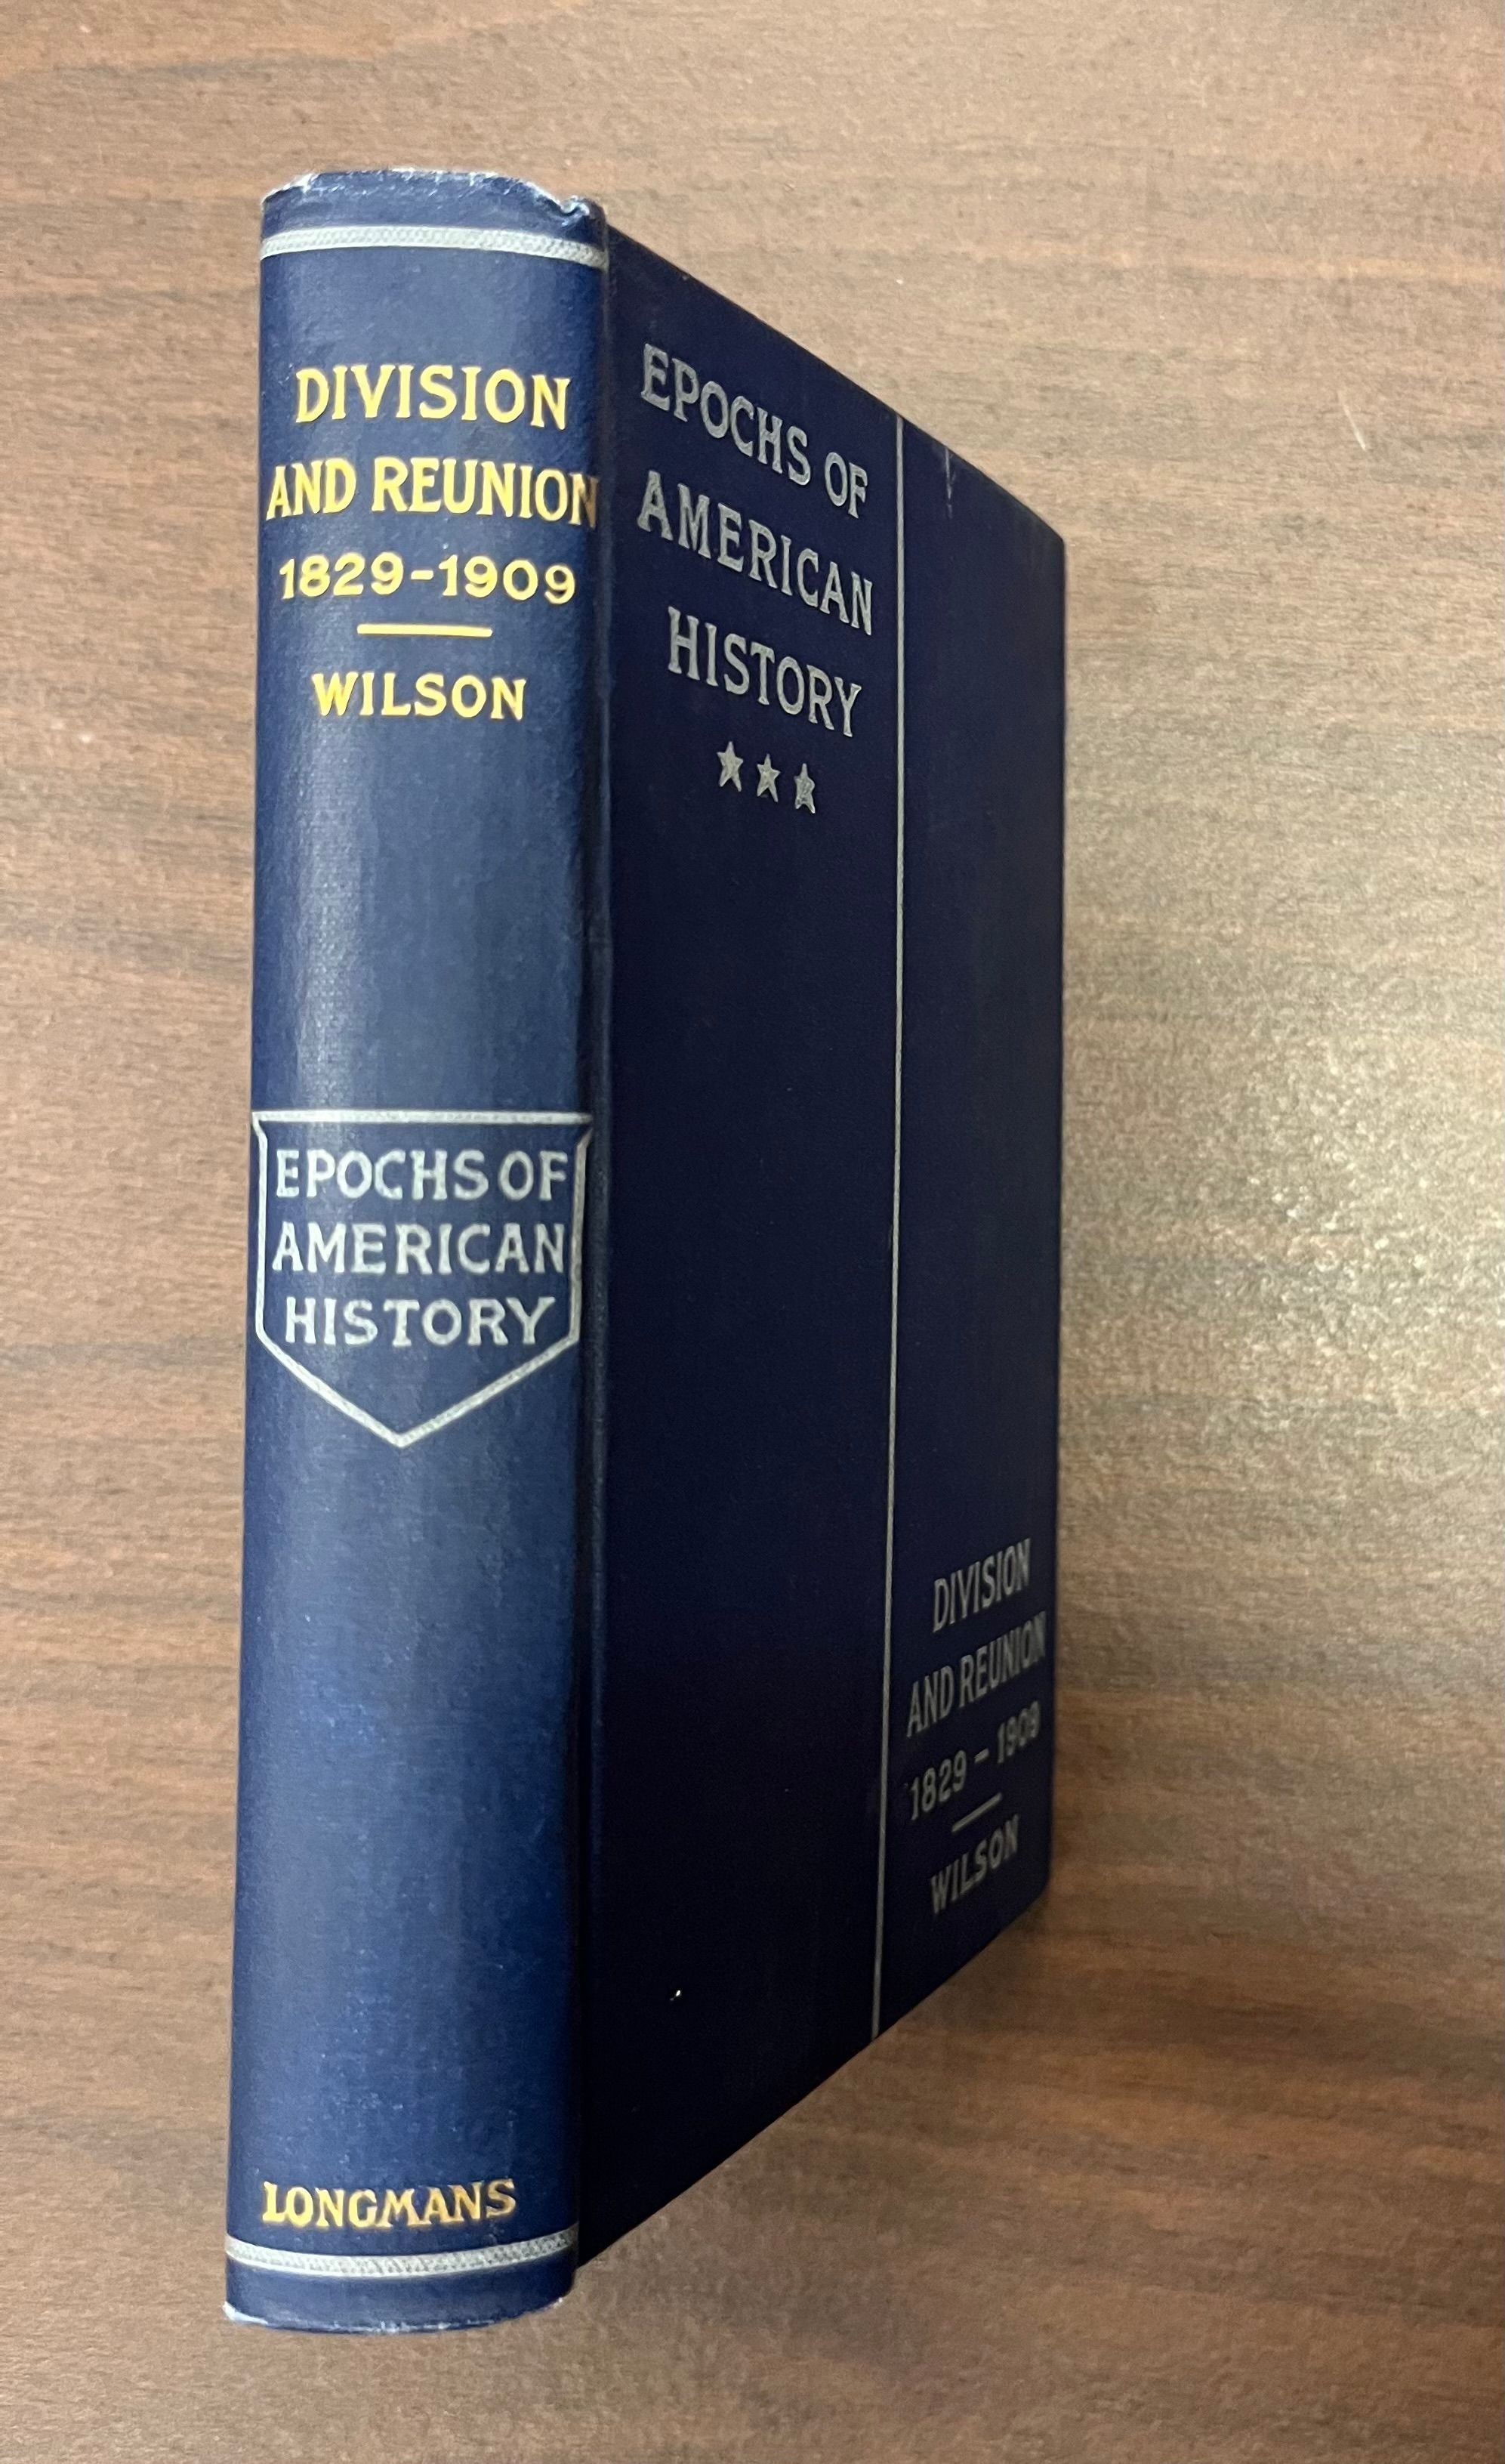 DIVISION
AND REUNION
1829-1909
WILSON
EPOCHS OF
AMERICAN
HISTORY
LONGMANS
EPOCHS OF
AMERICAN
HISTORY
DIVISION
AND REUNION
1829-1909
WILSON